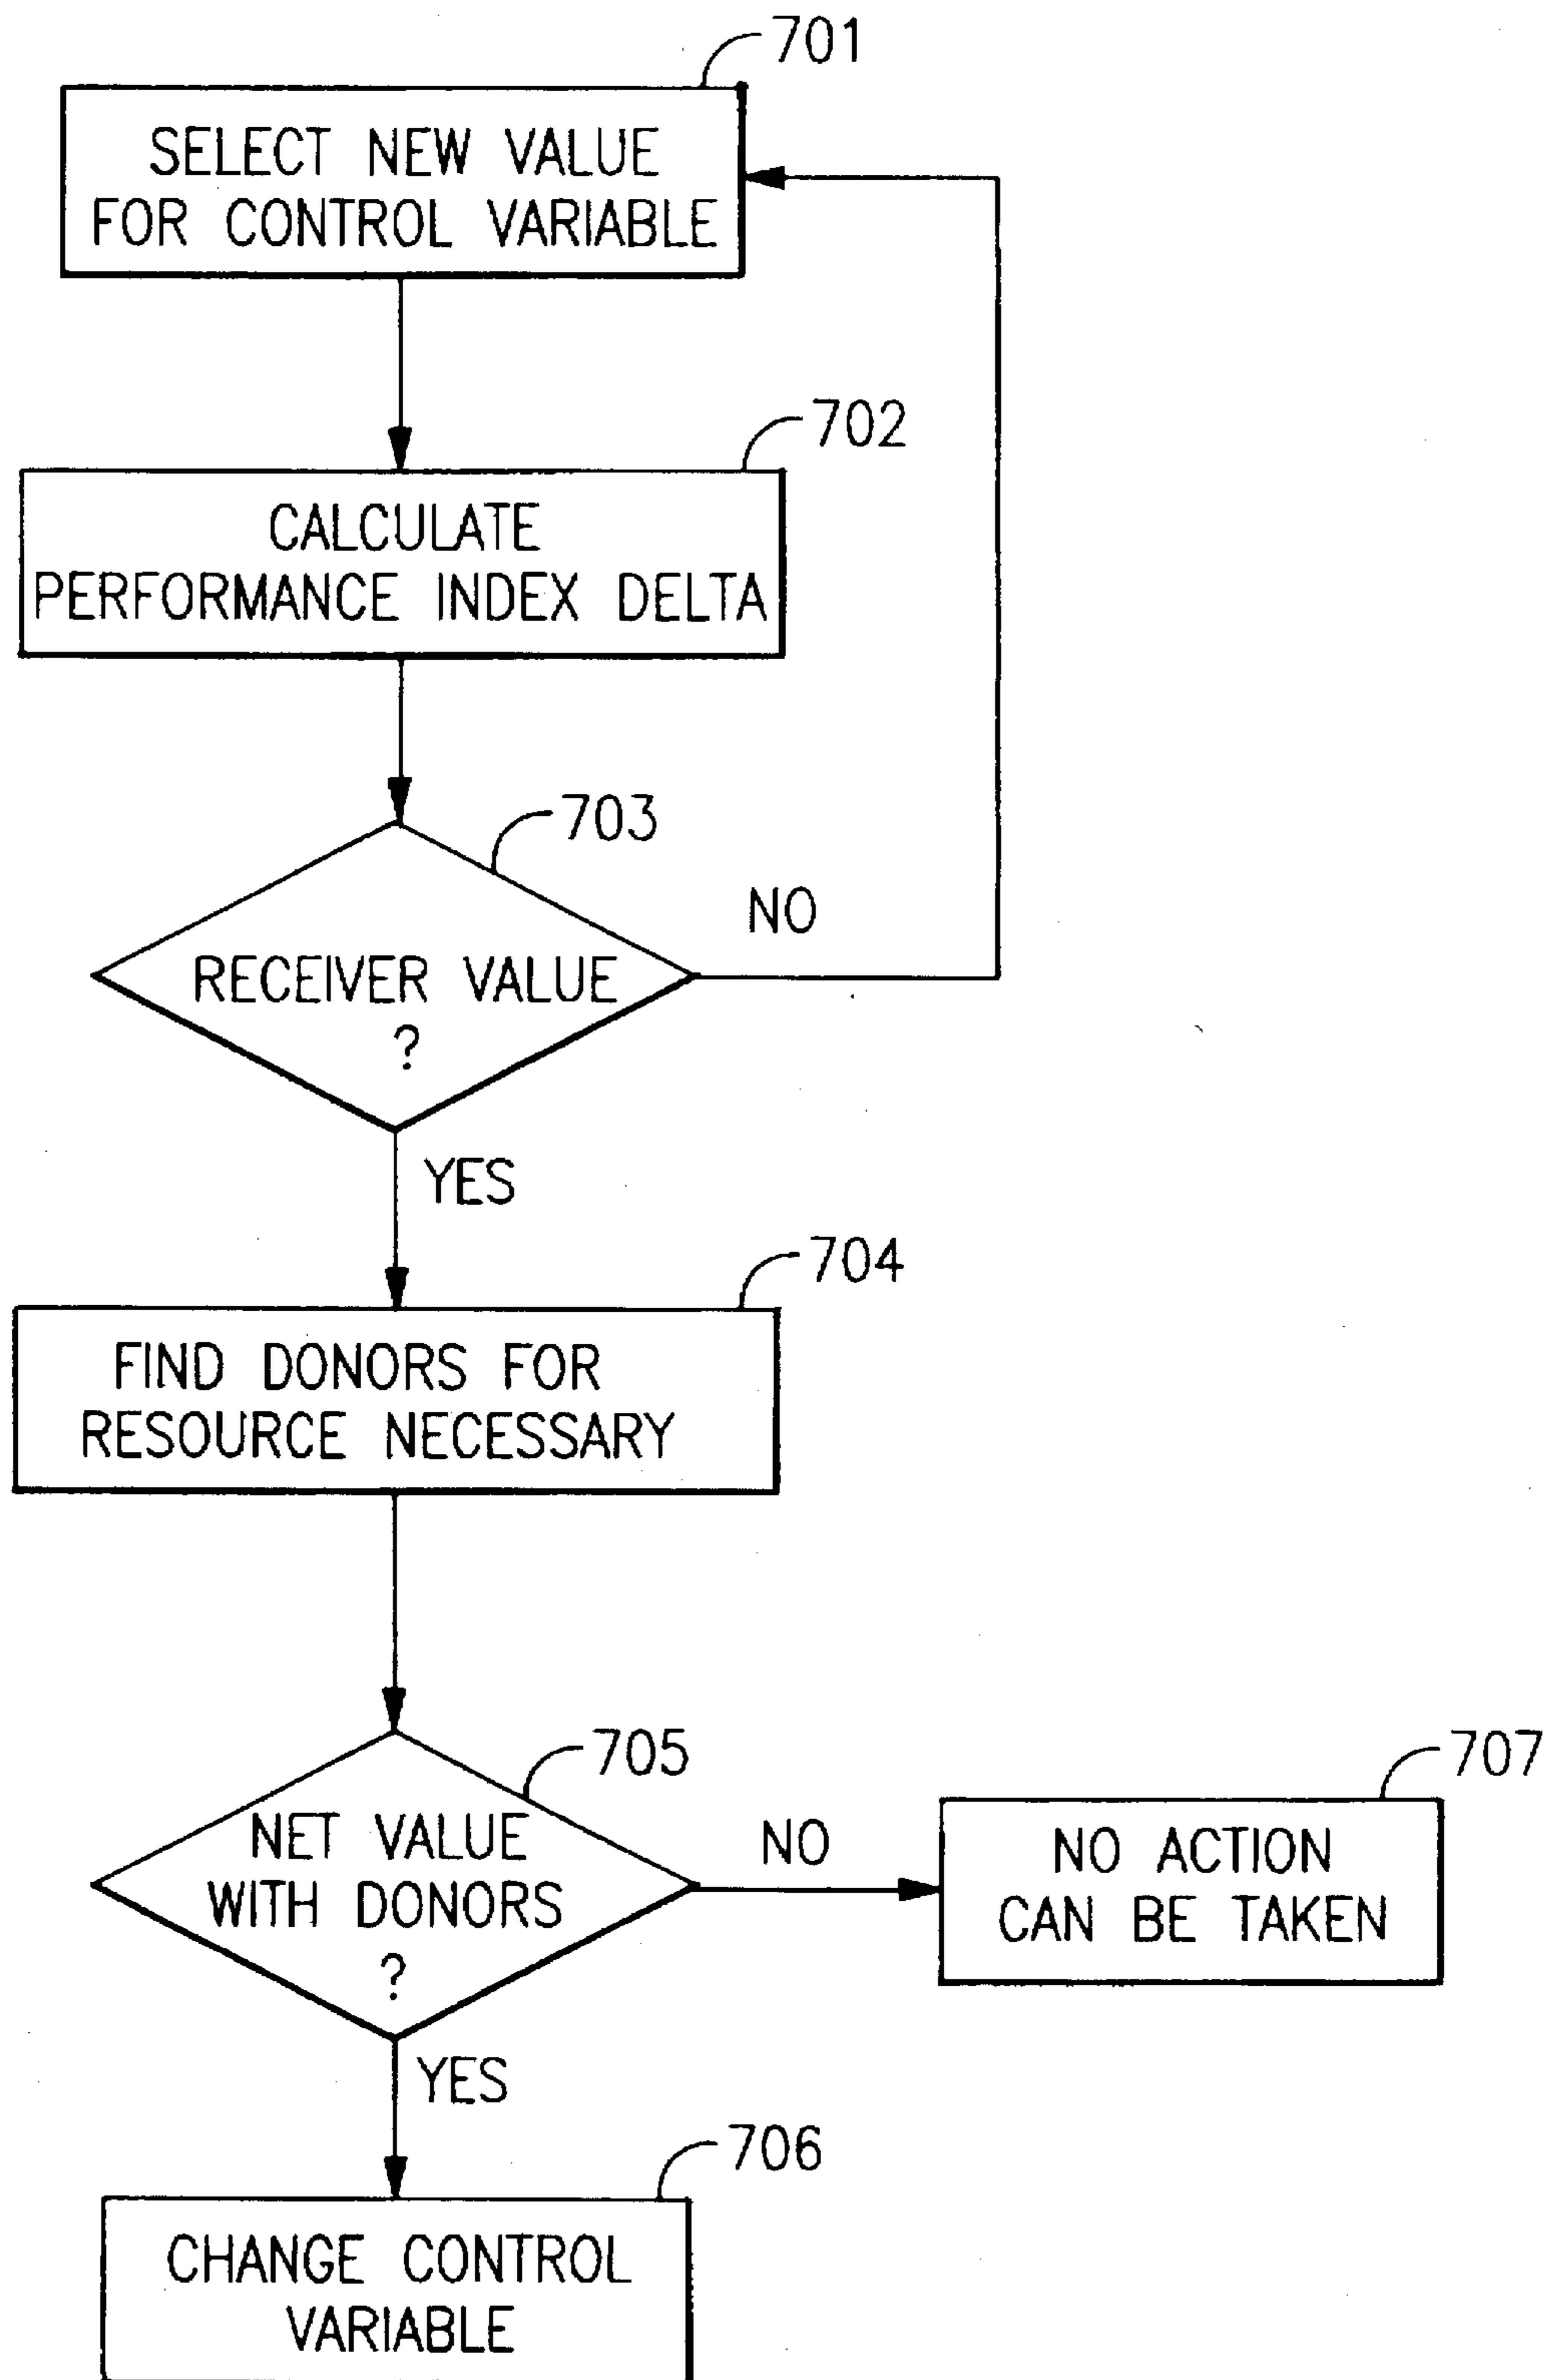 701
SELECT NEW VALUE
FOR CONTROL VARIABLE
702
CALCULATE
PERFORMANCE INDEX DELTA
703
NO
RECEIVER VALUE
?
YES
704
FIND DONORS FOR
RESOURCE NECESSARY
705
707
NET VALUE
WITH DONORS
?
NO
NO ACTION
CAN BE TAKEN
YES
706
CHANGE CONTROL
VARIABLE